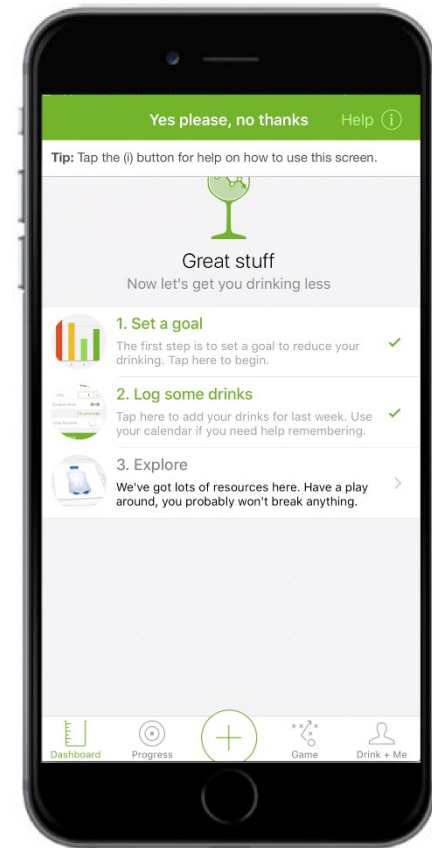 Yes please, no thanks
Help
Tip: Tap the (i) button for help on how to use this screen.
Great stuff
Now let's get you drinking less
1. Set a goal
The first step is to set a goal to reduce your
drinking. Tap here to begin.
2. Log some drinks
Tap here to add your drinks for last week. Use
your calendar if you need help remembering.
3. Explore
We've got lots of resources here. Have a play
around, you probably won't break anything.
Dashboard
Progress
Game
Drink + Me